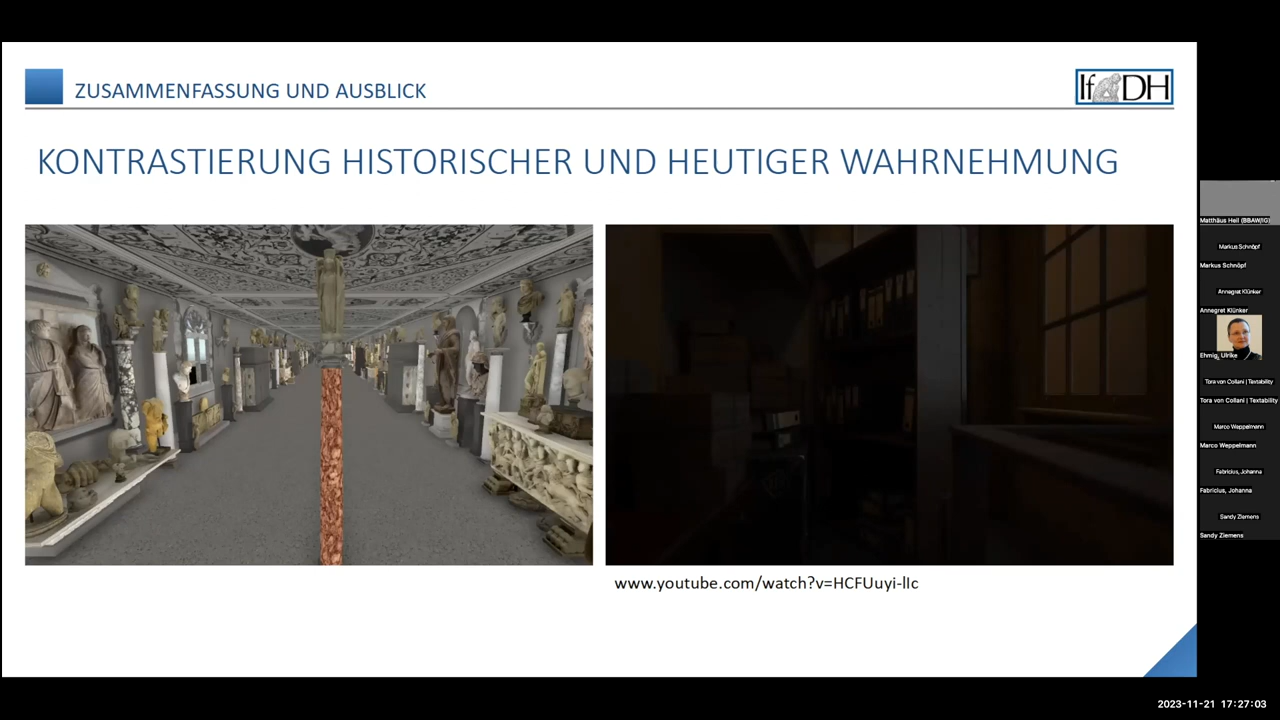 ZUSAMMENFASSUNG UND AUSBLICK
IfDH
KONTRASTIERUNG HISTORISCHER UND HEUTIGER WAHRNEHMUNG
www.youtube.com/watch?v=HCFUuyi-lIc
Matthäus Heil (BBAW/IG)
Markus Schnöpf
Markus Schnöpf
Annegret Klünker
Annegret Klünker
Ehmig, Ulrike
Tora von Collani | Textability
Tora von Collani | Textability
Marco Weppelmann
Marco Weppelmann
Fabricius, Johanna
Fabricius, Johanna
Sandy Ziemens
Sandy Ziemens
2023-11-21 17:27:03